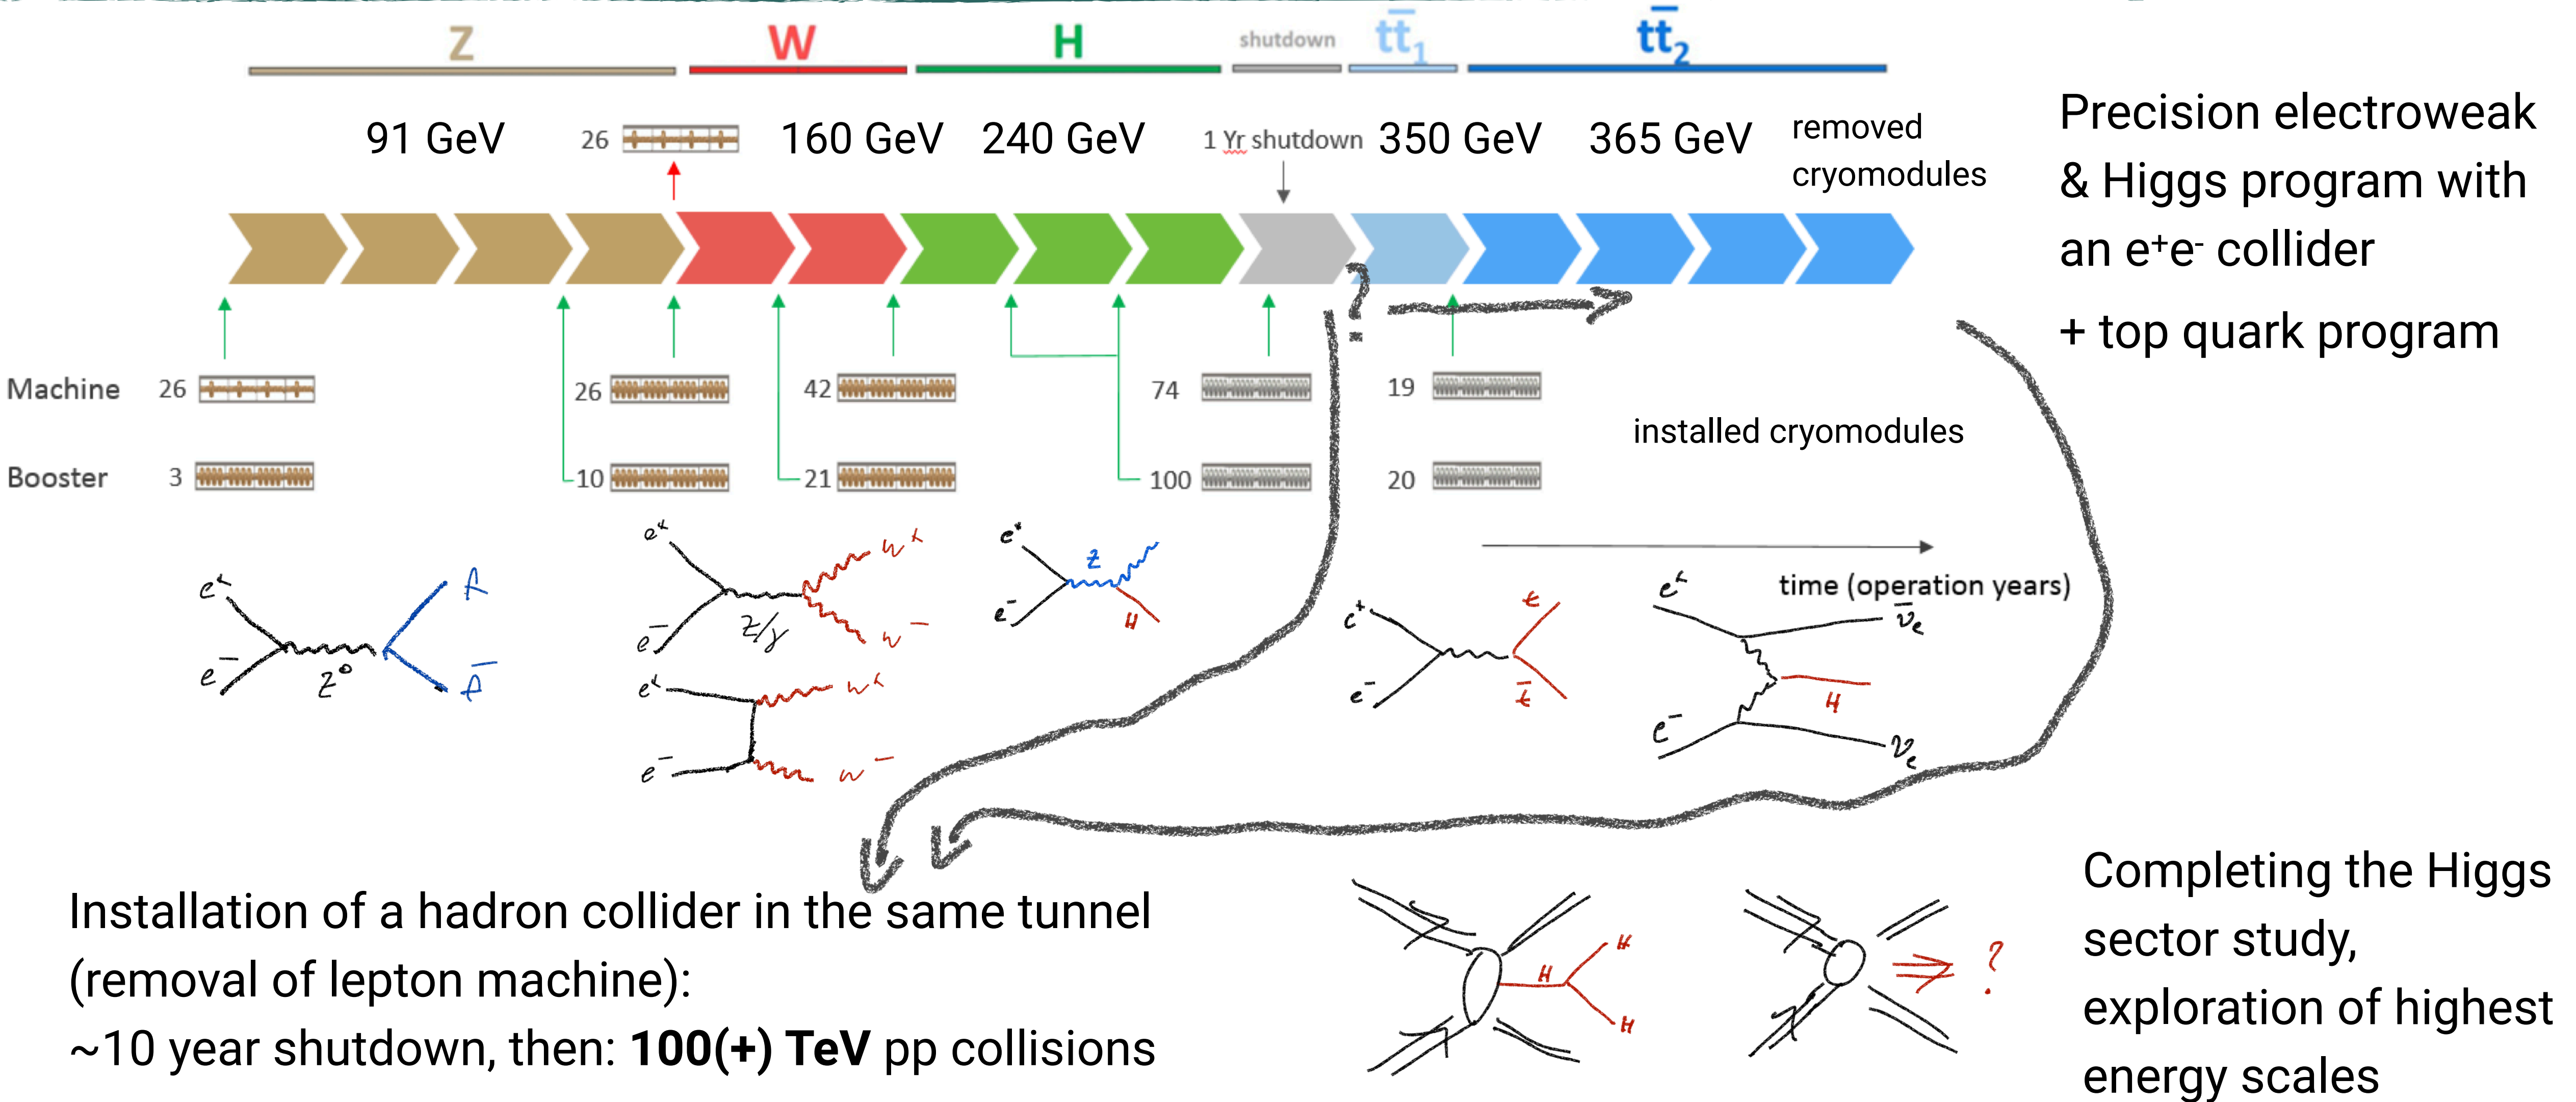 Z W H shutdown tt̄₁ tt̄₂
91 GeV 26 160 GeV 240 GeV 1 Yr shutdown 350 GeV 365 GeV
removed
cryomodules
Precision electroweak
& Higgs program with
an e⁺e⁻ collider
+ top quark program
?
Machine 26 26 42 74 19
installed cryomodules
Booster 3 10 21 100 20
time (operation years)
e⁺ e⁻ Z⁰ f f̄
e⁺ e⁻ Z/γ W⁺ W⁻
e⁺ e⁻ W⁺ W⁻
e⁺ e⁻ Z H
e⁺ e⁻ t t̄
e⁺ e⁻ ν̄ₑ H νₑ
Installation of a hadron collider in the same tunnel
(removal of lepton machine):
~10 year shutdown, then: 100(+) TeV pp collisions
H H H
?
Completing the Higgs
sector study,
exploration of highest
energy scales